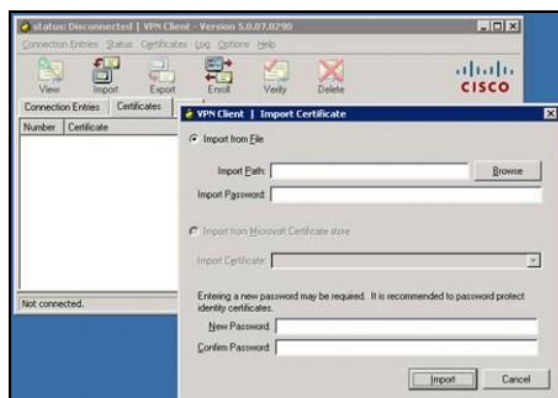 status: Disconnected | VPN Client - Version 5.0.07.0290
Connection Entries Status Certificates Log Options Help
View Import Export Enroll Verify Delete
CISCO
Connection Entries Certificates
Number Certificate
VPN Client | Import Certificate
Import from File
Import Path:
Browse
Import Password:
Import from Microsoft Certificate store
Import Certificate:
Entering a new password may be required. It is recommended to password protect
identity certificates.
New Password:
Confirm Password:
Import Cancel
Not connected.